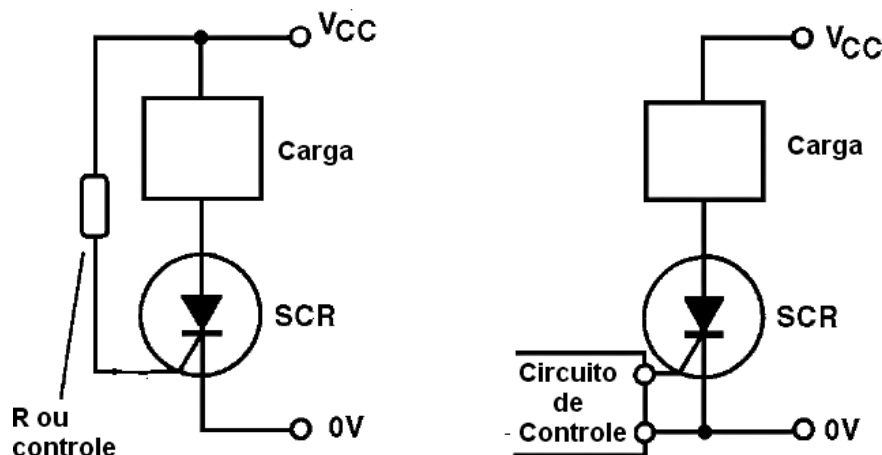 VCC
Carga
SCR
R ou
controle
0V
VCC
Carga
SCR
Circuito
de
Controle
0V